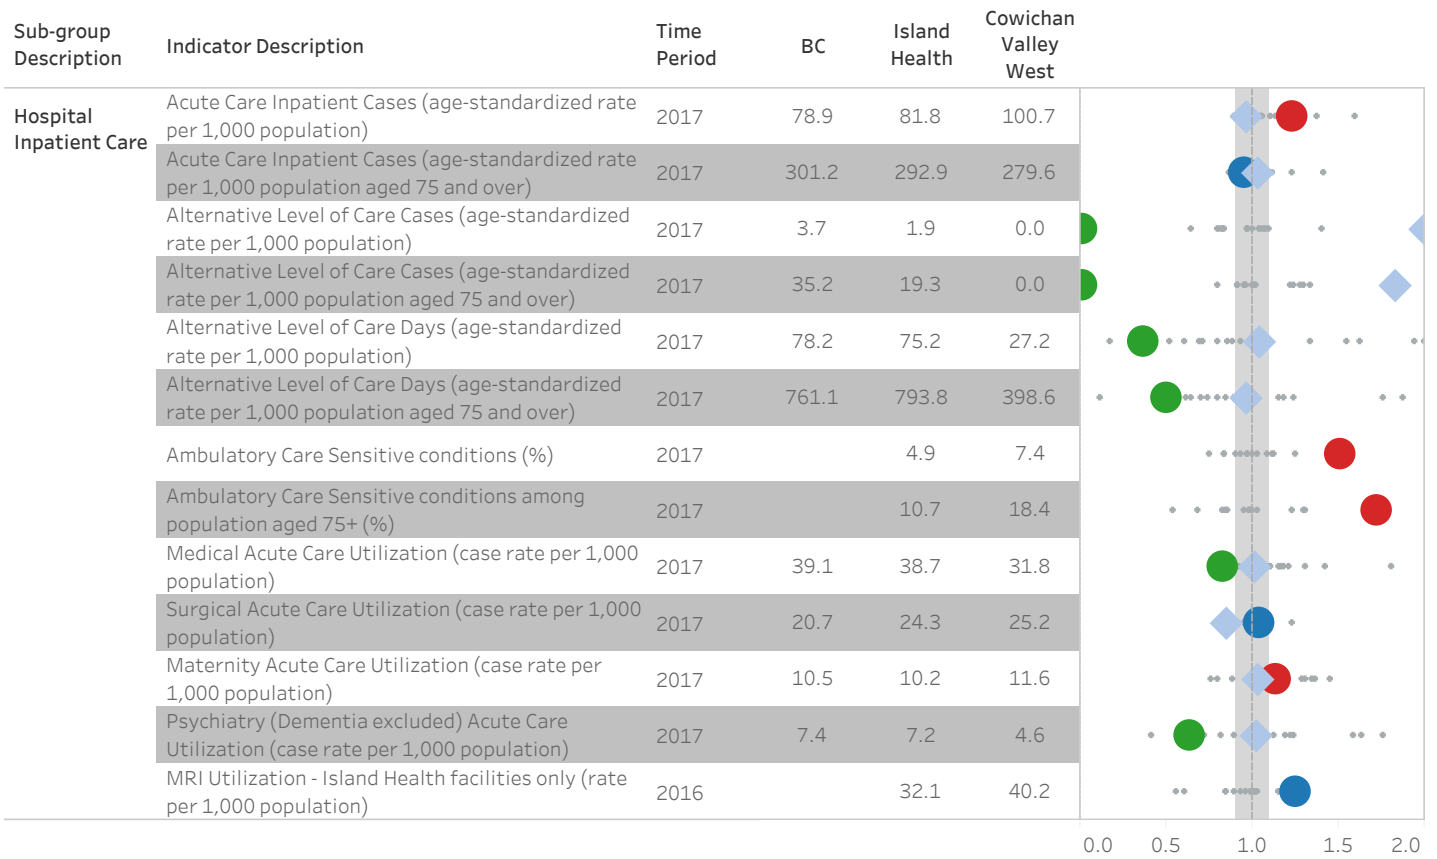 Sub-group
Description
Indicator Description
Time
Period
BC
Island
Health
Cowichan
Valley
West
Hospital
Inpatient Care
Acute Care Inpatient Cases (age-standardized rate
per 1,000 population)
2017
78.9
81.8
100.7
Acute Care Inpatient Cases (age-standardized rate
per 1,000 population aged 75 and over)
2017
301.2
292.9
279.6
Alternative Level of Care Cases (age-standardized
rate per 1,000 population)
2017
3.7
1.9
0.0
Alternative Level of Care Cases (age-standardized
rate per 1,000 population aged 75 and over)
2017
35.2
19.3
0.0
Alternative Level of Care Days (age-standardized
rate per 1,000 population)
2017
78.2
75.2
27.2
Alternative Level of Care Days (age-standardized
rate per 1,000 population aged 75 and over)
2017
761.1
793.8
398.6
Ambulatory Care Sensitive conditions (%)
2017
4.9
7.4
Ambulatory Care Sensitive conditions among
population aged 75+ (%)
2017
10.7
18.4
Medical Acute Care Utilization (case rate per 1,000
population)
2017
39.1
38.7
31.8
Surgical Acute Care Utilization (case rate per 1,000
population)
2017
20.7
24.3
25.2
Maternity Acute Care Utilization (case rate per
1,000 population)
2017
10.5
10.2
11.6
Psychiatry (Dementia excluded) Acute Care
Utilization (case rate per 1,000 population)
2017
7.4
7.2
4.6
MRI Utilization - Island Health facilities only (rate
per 1,000 population)
2016
32.1
40.2
0.0 0.5 1.0 1.5 2.0